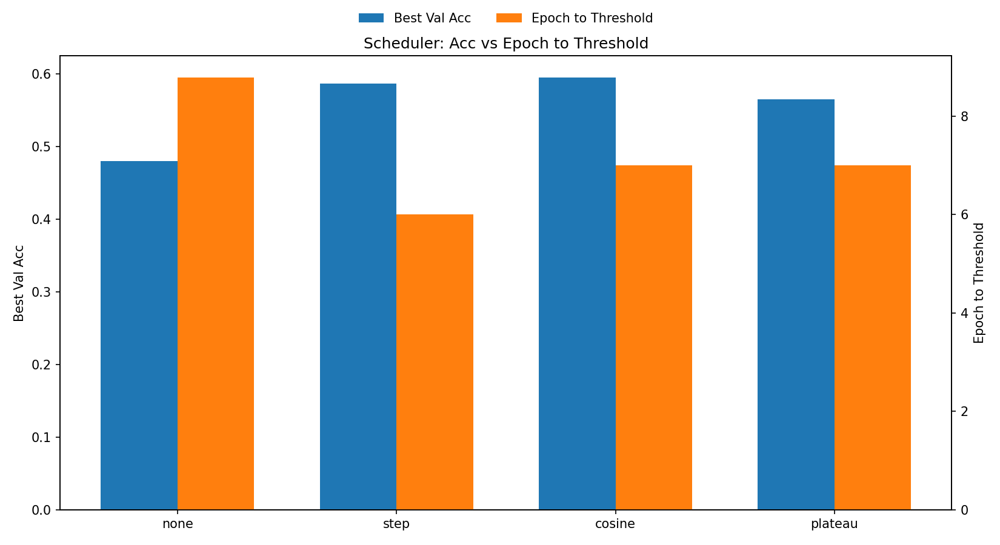 Best Val Acc Epoch to Threshold
Scheduler: Acc vs Epoch to Threshold
0.6
0.5
0.4
0.3
0.2
0.1
0.0
Best Val Acc
8
6
4
2
0
Epoch to Threshold
none step cosine plateau